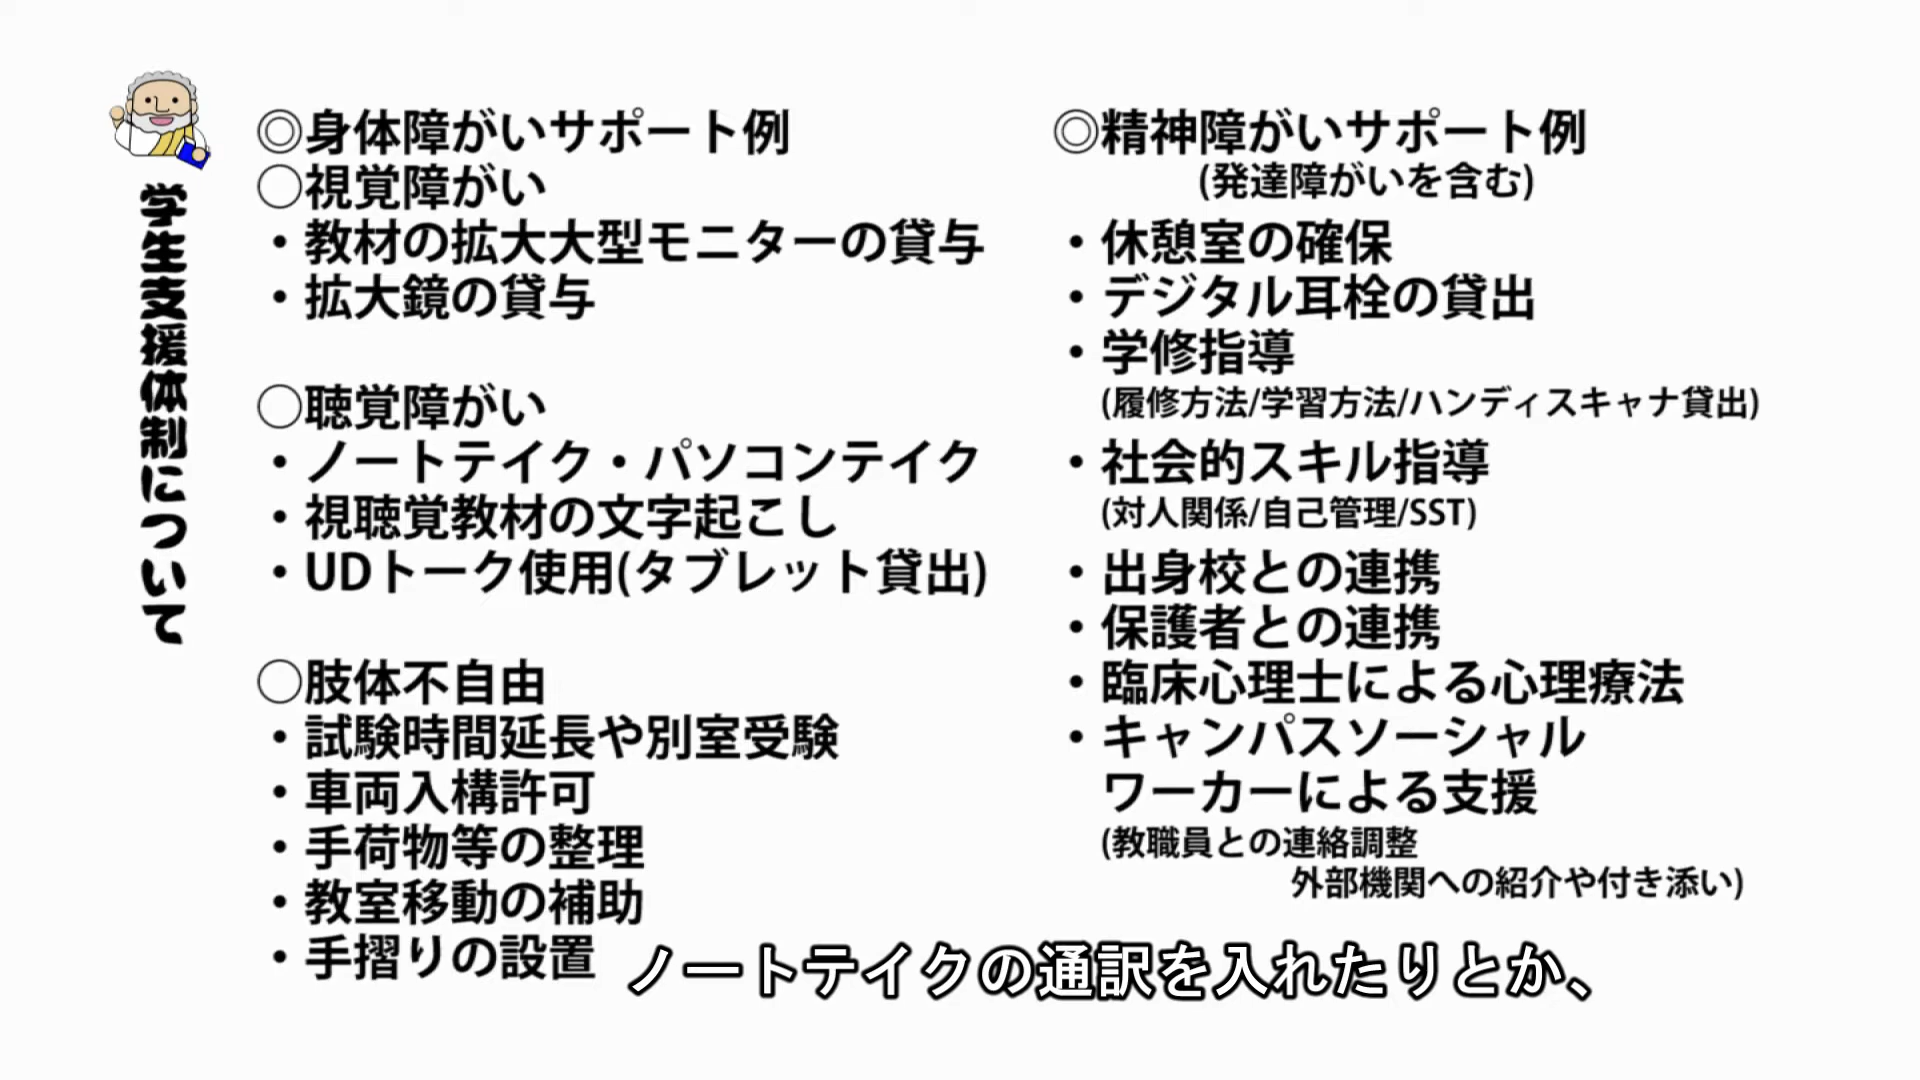 学生支援体制について
◎身体障がいサポート例
○視覚障がい
・教材の拡大大型モニターの貸与
・拡大鏡の貸与
○聴覚障がい
・ノートテイク・パソコンテイク
・視聴覚教材の文字起こし
・UDトーク使用(タブレット貸出)
○肢体不自由
・試験時間延長や別室受験
・車両入構許可
・手荷物等の整理
・教室移動の補助
・手摺りの設置
◎精神障がいサポート例
(発達障がいを含む)
・休憩室の確保
・デジタル耳栓の貸出
・学修指導
(履修方法/学習方法/ハンディスキャナ貸出)
・社会的スキル指導
(対人関係/自己管理/SST)
・出身校との連携
・保護者との連携
・臨床心理士による心理療法
・キャンパスソーシャル
ワーカーによる支援
(教職員との連絡調整
外部機関への紹介や付き添い)
ノートテイクの通訳を入れたりとか、